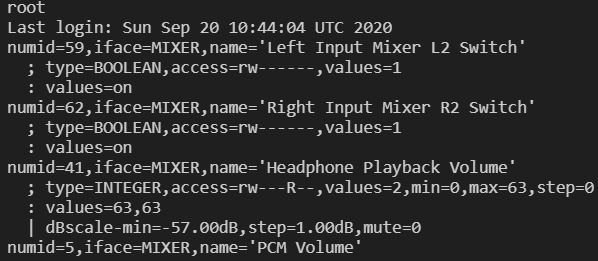 root
Last login: Sun Sep 20 10:44:04 UTC 2020
numid=59,iface=MIXER,name='Left Input Mixer L2 Switch'
  ; type=BOOLEAN,access=rw------,values=1
  : values=on
numid=62,iface=MIXER,name='Right Input Mixer R2 Switch'
  ; type=BOOLEAN,access=rw------,values=1
  : values=on
numid=41,iface=MIXER,name='Headphone Playback Volume'
  ; type=INTEGER,access=rw---R--,values=2,min=0,max=63,step=0
  : values=63,63
  | dBscale-min=-57.00dB,step=1.00dB,mute=0
numid=5,iface=MIXER,name='PCM Volume'